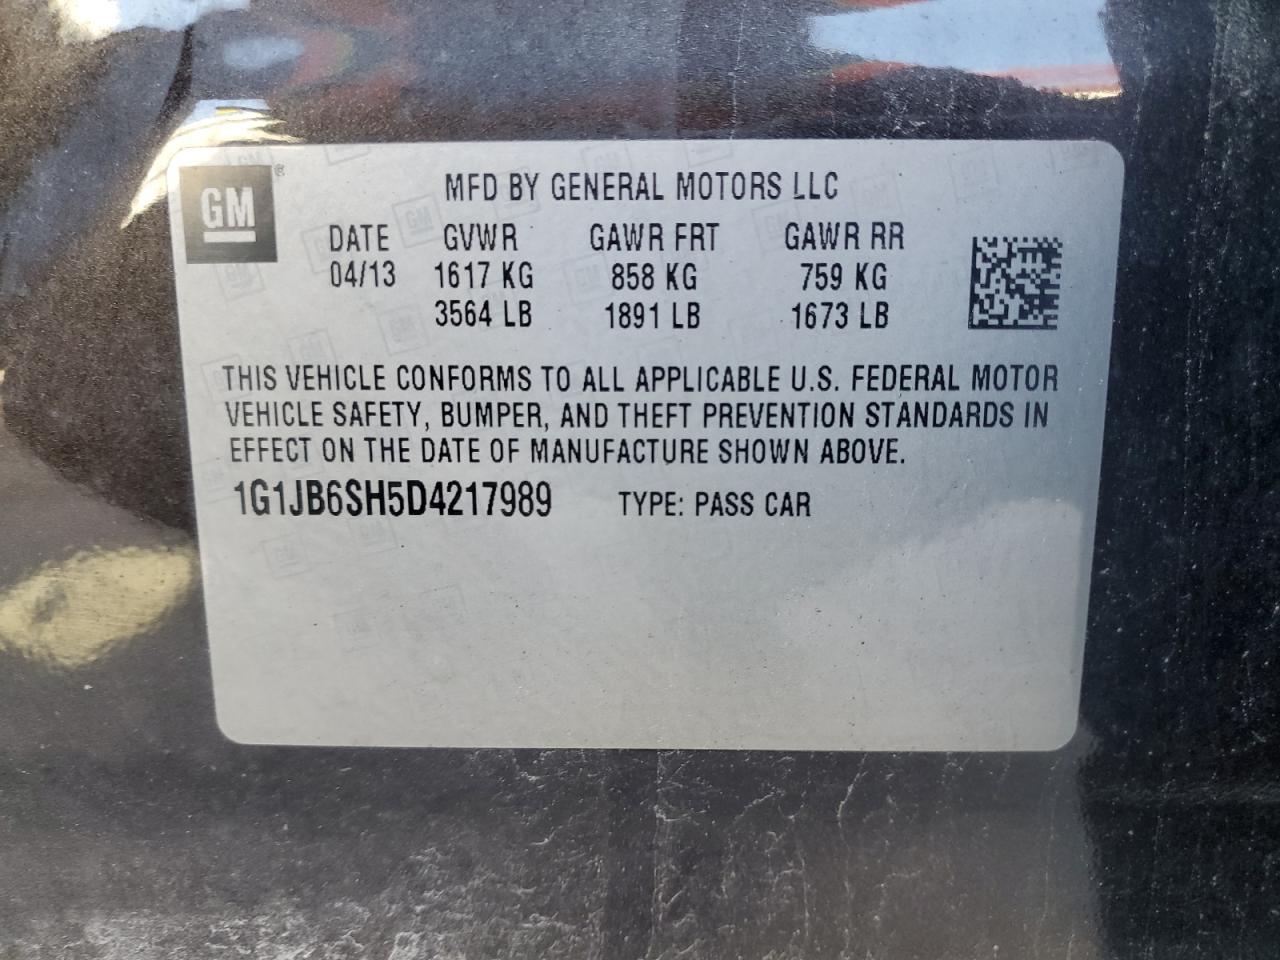 GM
MFD BY GENERAL MOTORS LLC
DATE GVWR GAWR FRT GAWR RR
04/13 1617 KG 858 KG 759 KG
3564 LB 1891 LB 1673 LB
THIS VEHICLE CONFORMS TO ALL APPLICABLE U.S. FEDERAL MOTOR
VEHICLE SAFETY, BUMPER, AND THEFT PREVENTION STANDARDS IN
EFFECT ON THE DATE OF MANUFACTURE SHOWN ABOVE.
1G1JB6SH5D4217989 TYPE: PASS CAR